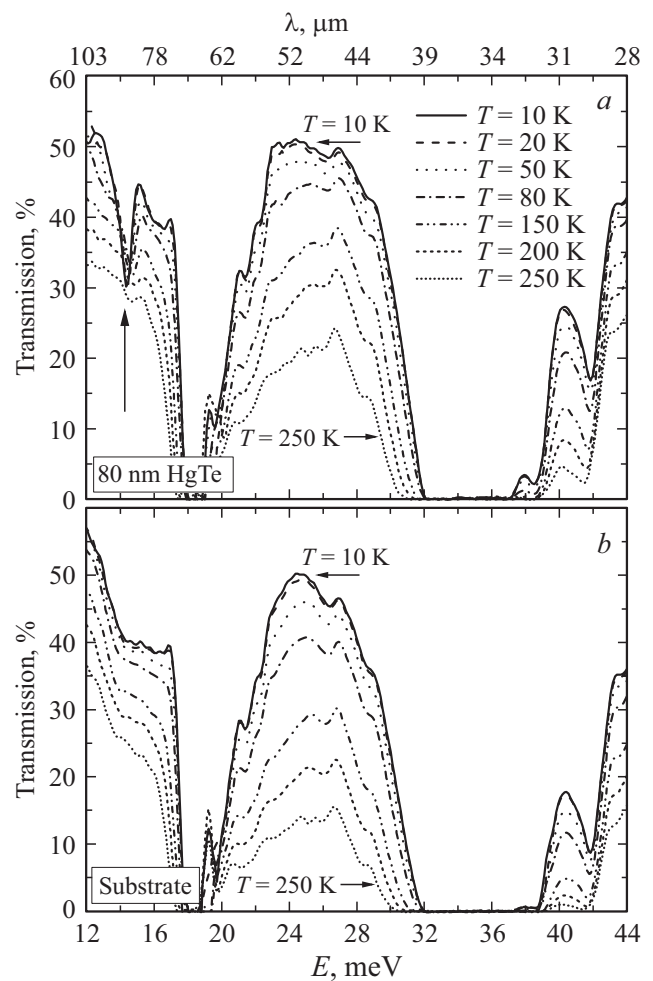 λ, μm
103 78 62 52 44 39 34 31 28
60
50
40
30
20
10
0
Transmission, %
a
T = 10 K
T = 10 K
T = 20 K
T = 50 K
T = 80 K
T = 150 K
T = 200 K
T = 250 K
T = 250 K
80 nm HgTe
b
50
40
30
20
10
0
Transmission, %
T = 10 K
T = 250 K
Substrate
12 16 20 24 28 32 36 40 44
E, meV